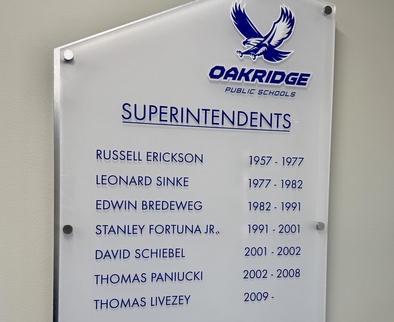 OAKRIDGE
PUBLIC SCHOOLS
SUPERINTENDENTS
RUSSELL ERICKSON 1957 - 1977
LEONARD SINKE 1977 - 1982
EDWIN BREDEWEG 1982 - 1991
STANLEY FORTUNA JR. 1991 - 2001
DAVID SCHIEBEL 2001 - 2002
THOMAS PANIUCKI 2002 - 2008
THOMAS LIVEZEY 2009 -